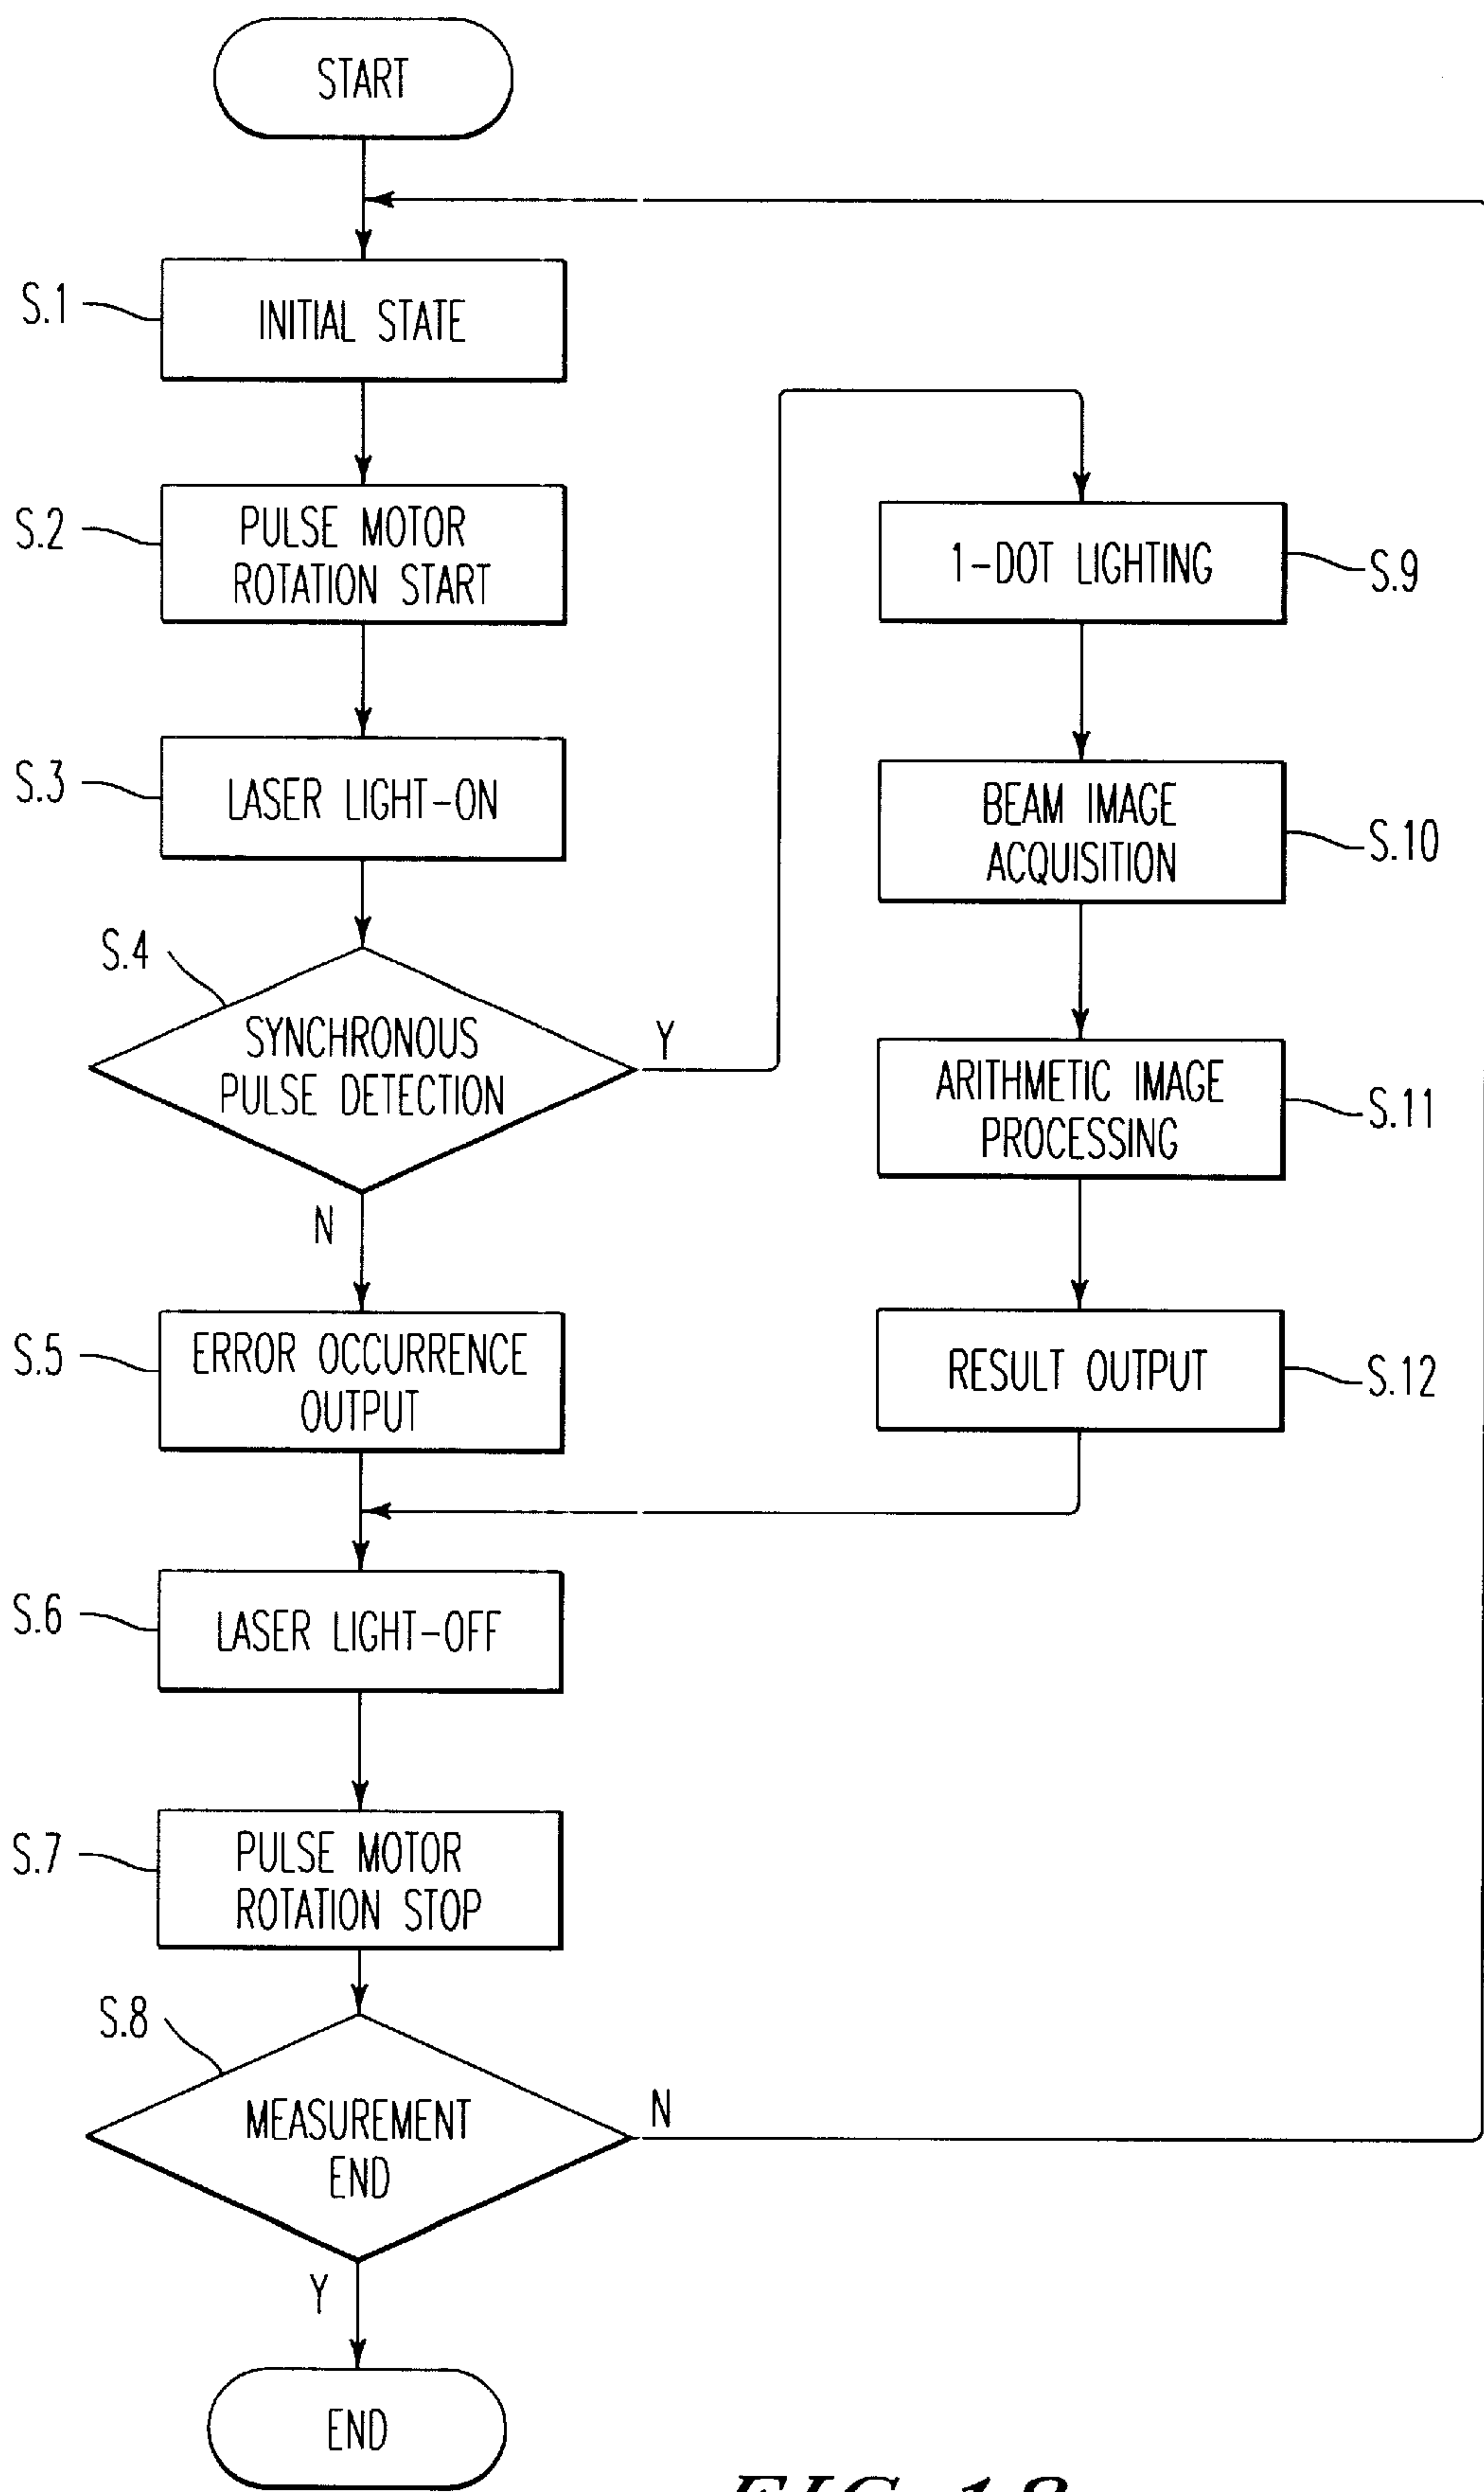 START
S.1
INITIAL STATE
S.2
PULSE MOTOR
ROTATION START
S.3
LASER LIGHT-ON
S.4
SYNCHRONOUS
PULSE DETECTION
Y
N
S.5
ERROR OCCURRENCE
OUTPUT
S.6
LASER LIGHT-OFF
S.7
PULSE MOTOR
ROTATION STOP
S.8
MEASUREMENT
END
N
Y
END
1-DOT LIGHTING
S.9
BEAM IMAGE
ACQUISITION
S.10
ARITHMETIC IMAGE
PROCESSING
S.11
RESULT OUTPUT
S.12